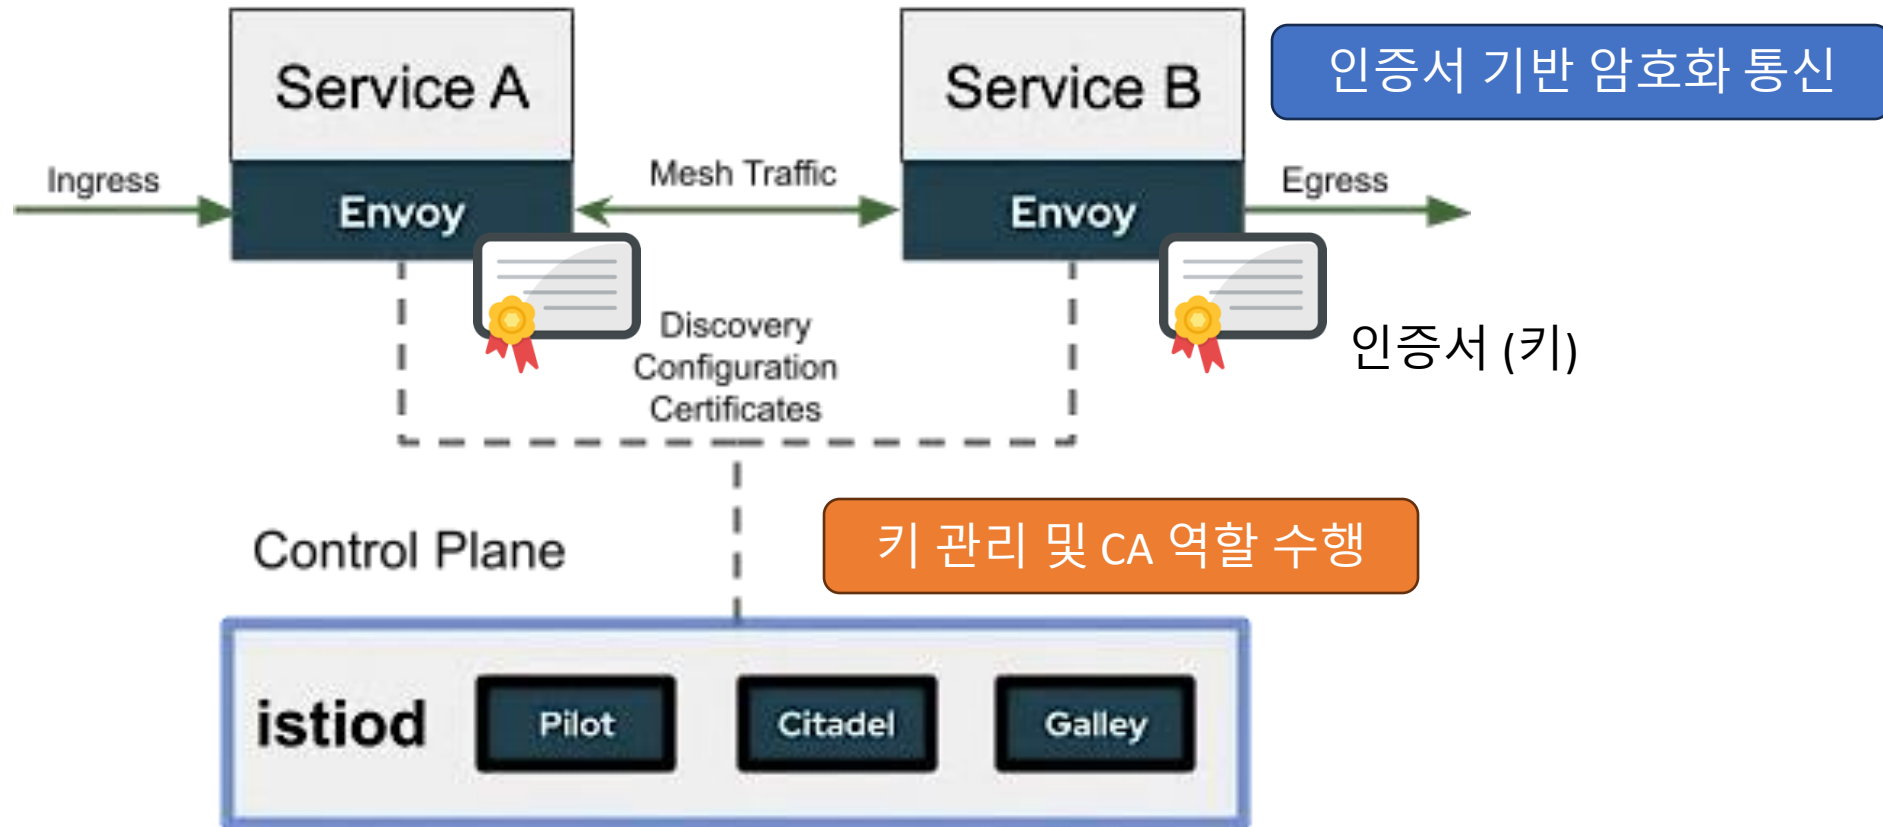 Service A
Service B
인증서 기반 암호화 통신
Ingress
Envoy
Mesh Traffic
Envoy
Egress
Discovery
Configuration
Certificates
인증서 (키)
Control Plane
키 관리 및 CA 역할 수행
istiod
Pilot
Citadel
Galley